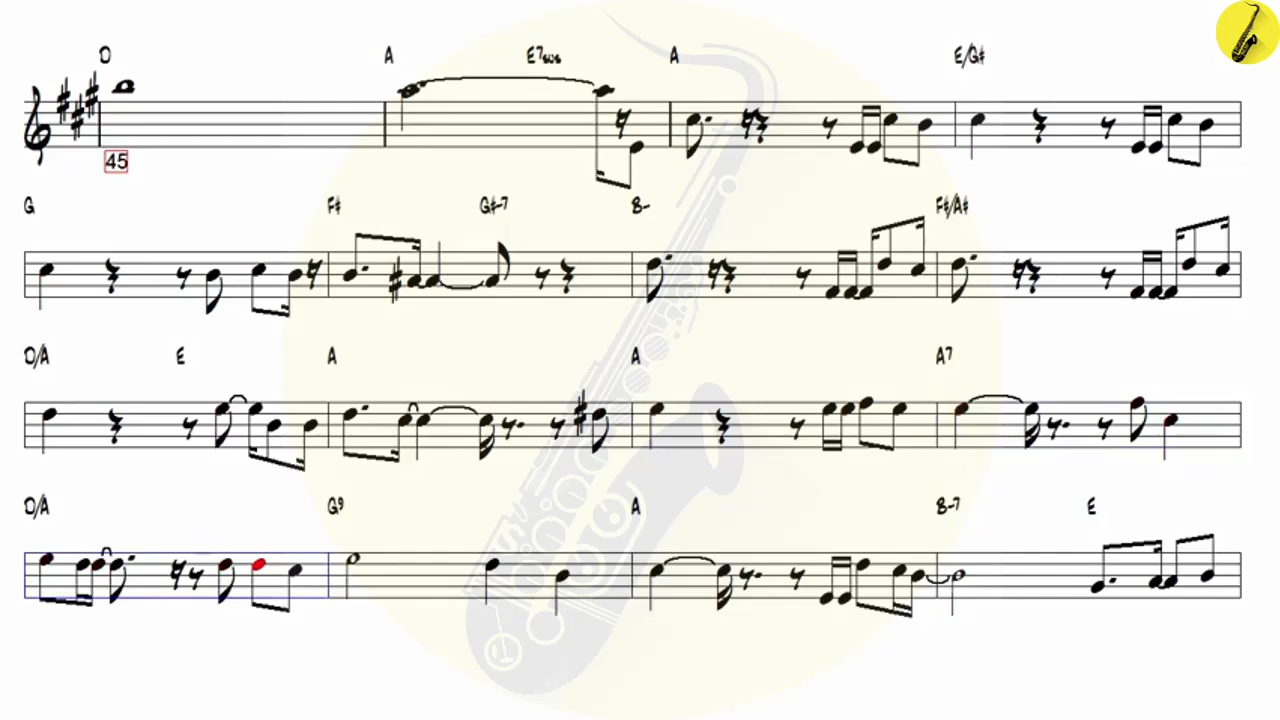 D A E7sus A E/G#
45
G F# G#-7 B- F#/A#
D/A E A A A7
D/A G9 A B-7 E